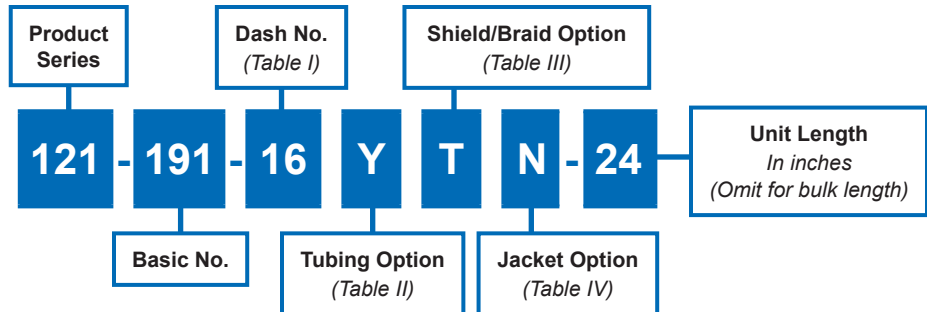 Product
Series
Dash No.
(Table I)
Shield/Braid Option
(Table III)
121 - 191 - 16 Y T N - 24
Unit Length
In inches
(Omit for bulk length)
Basic No.
Tubing Option
(Table II)
Jacket Option
(Table IV)